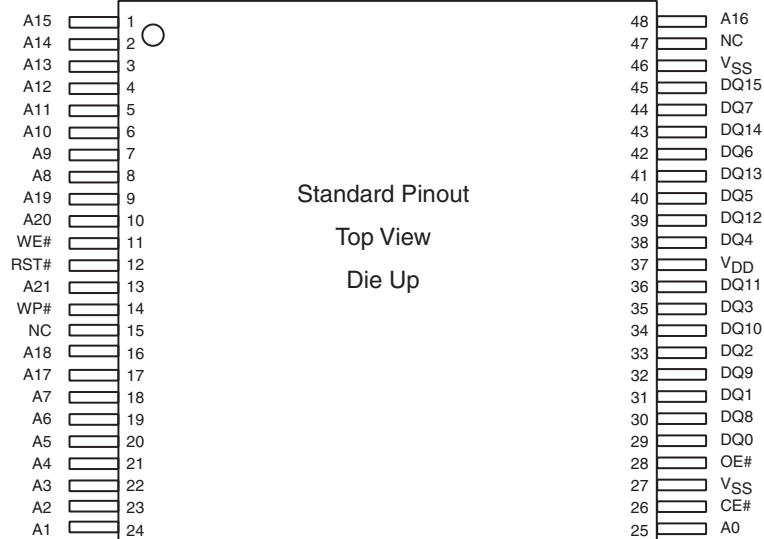 A15 1 48 A16
A14 2 47 NC
A13 3 46 VSS
A12 4 45 DQ15
A11 5 44 DQ7
A10 6 43 DQ14
A9 7 42 DQ6
A8 8 41 DQ13
A19 9 Standard Pinout 40 DQ5
A20 10 39 DQ12
WE# 11 Top View 38 DQ4
RST# 12 37 VDD
A21 13 Die Up 36 DQ11
WP# 14 35 DQ3
NC 15 34 DQ10
A18 16 33 DQ2
A17 17 32 DQ9
A7 18 31 DQ1
A6 19 30 DQ8
A5 20 29 DQ0
A4 21 28 OE#
A3 22 27 VSS
A2 23 26 CE#
A1 24 25 A0